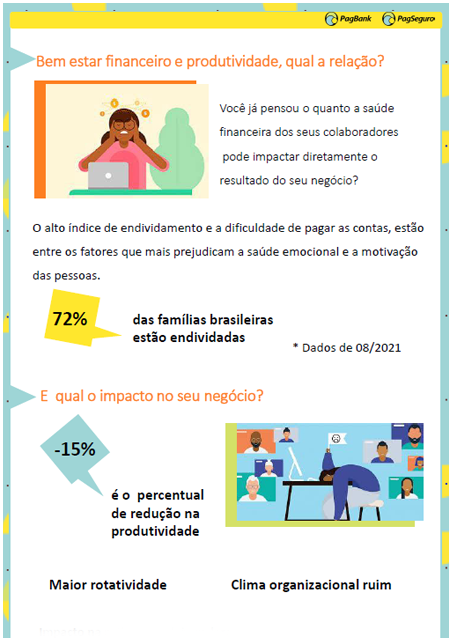 PagBank PagSeguro
Bem estar financeiro e produtividade, qual a relação?
Você já pensou o quanto a saúde
financeira dos seus colaboradores
pode impactar diretamente o
resultado do seu negócio?
O alto índice de endividamento e a dificuldade de pagar as contas, estão
entre os fatores que mais prejudicam a saúde emocional e a motivação
das pessoas.
72%
das famílias brasileiras
estão endividadas
* Dados de 08/2021
E qual o impacto no seu negócio?
-15%
é o percentual
de redução na
produtividade
Maior rotatividade
Clima organizacional ruim